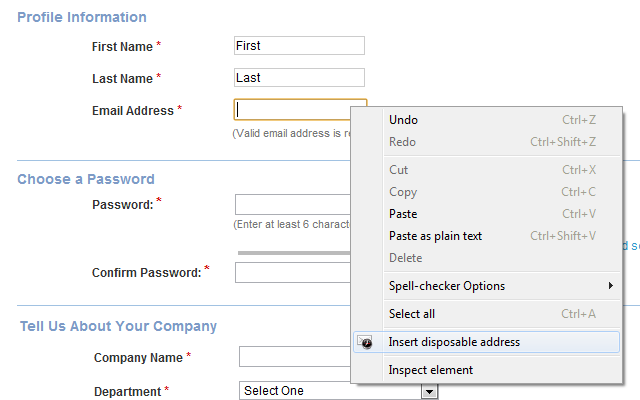 Profile Information
First Name * First
Last Name * Last
Email Address *
(Valid email address is re
Choose a Password
Password: *
(Enter at least 6 characte
d se
Confirm Password: *
Tell Us About Your Company
Company Name *
Department * Select One
Undo Ctrl+Z
Redo Ctrl+Shift+Z
Cut Ctrl+X
Copy Ctrl+C
Paste Ctrl+V
Paste as plain text Ctrl+Shift+V
Delete
Spell-checker Options
Select all Ctrl+A
Insert disposable address
Inspect element